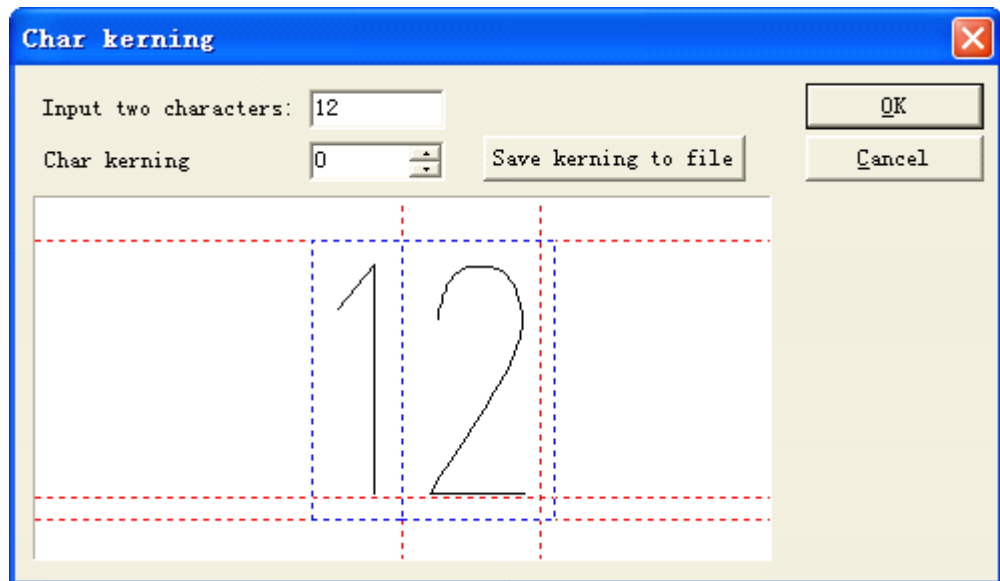 Char kerning
Input two characters: 12
OK
Char kerning 0
Save kerning to file
Cancel
12